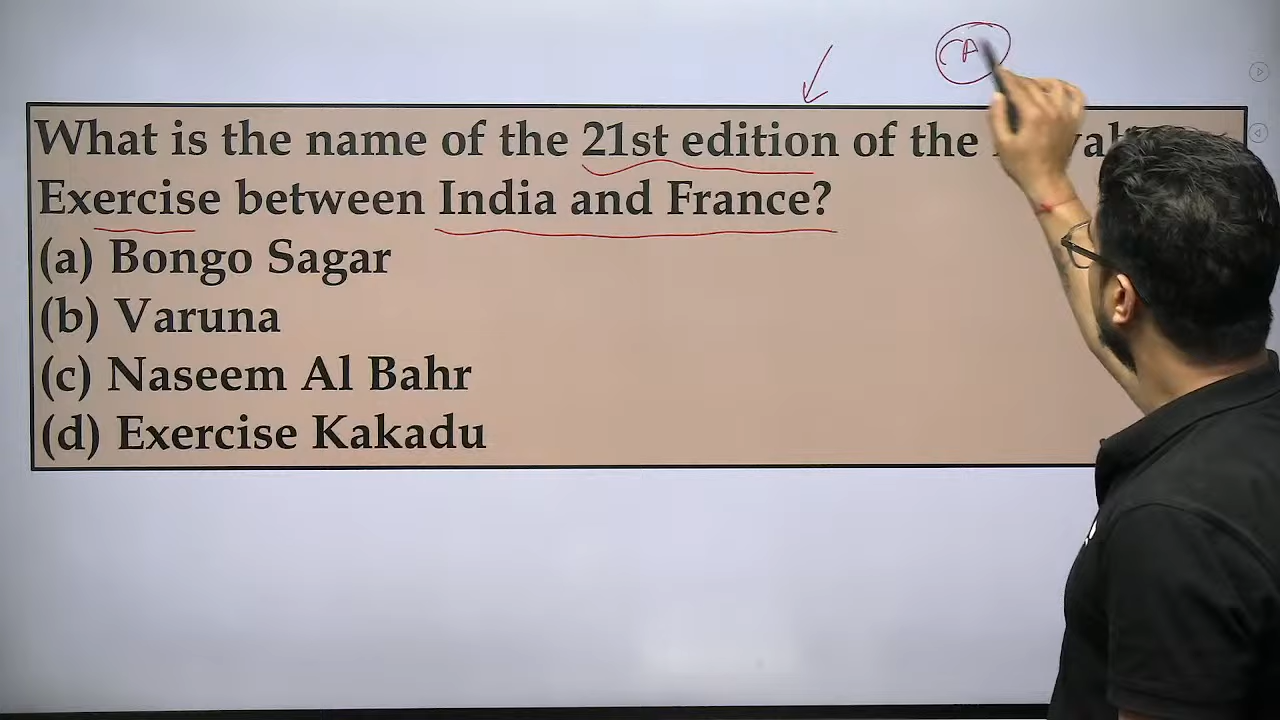 A
What is the name of the 21st edition of the
Exercise between India and France?
(a) Bongo Sagar
(b) Varuna
(c) Naseem Al Bahr
(d) Exercise Kakadu